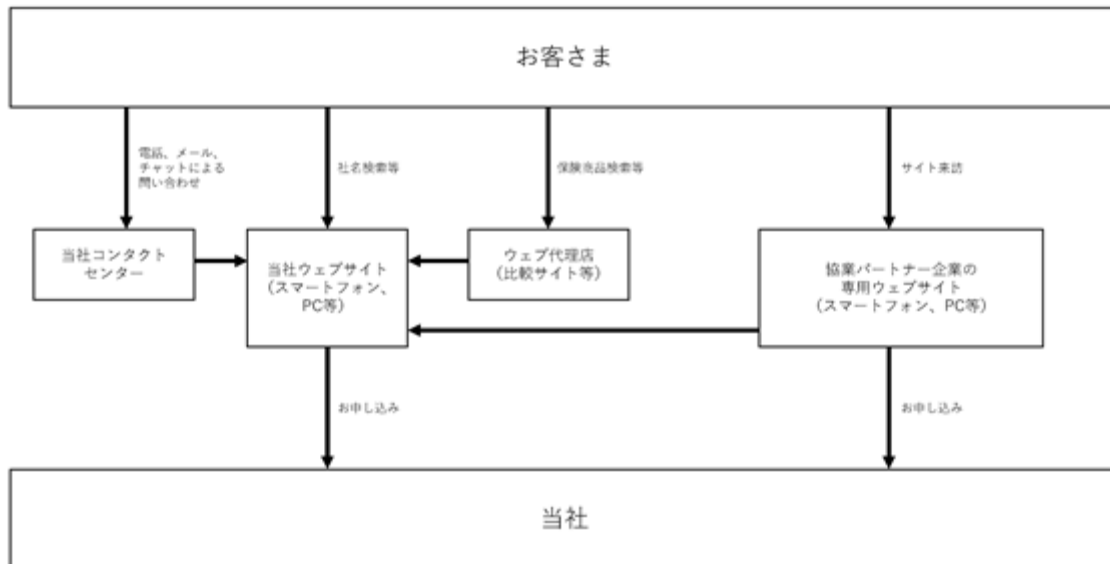 お客さま
電話、メール、
チャットによる
問い合わせ
社名検索等
保険商品検索等
サイト来訪
当社コンタクト
センター
当社ウェブサイト
(スマートフォン、
PC等)
ウェブ代理店
(比較サイト等)
協業パートナー企業の
専用ウェブサイト
(スマートフォン、PC等)
お申し込み
お申し込み
当社